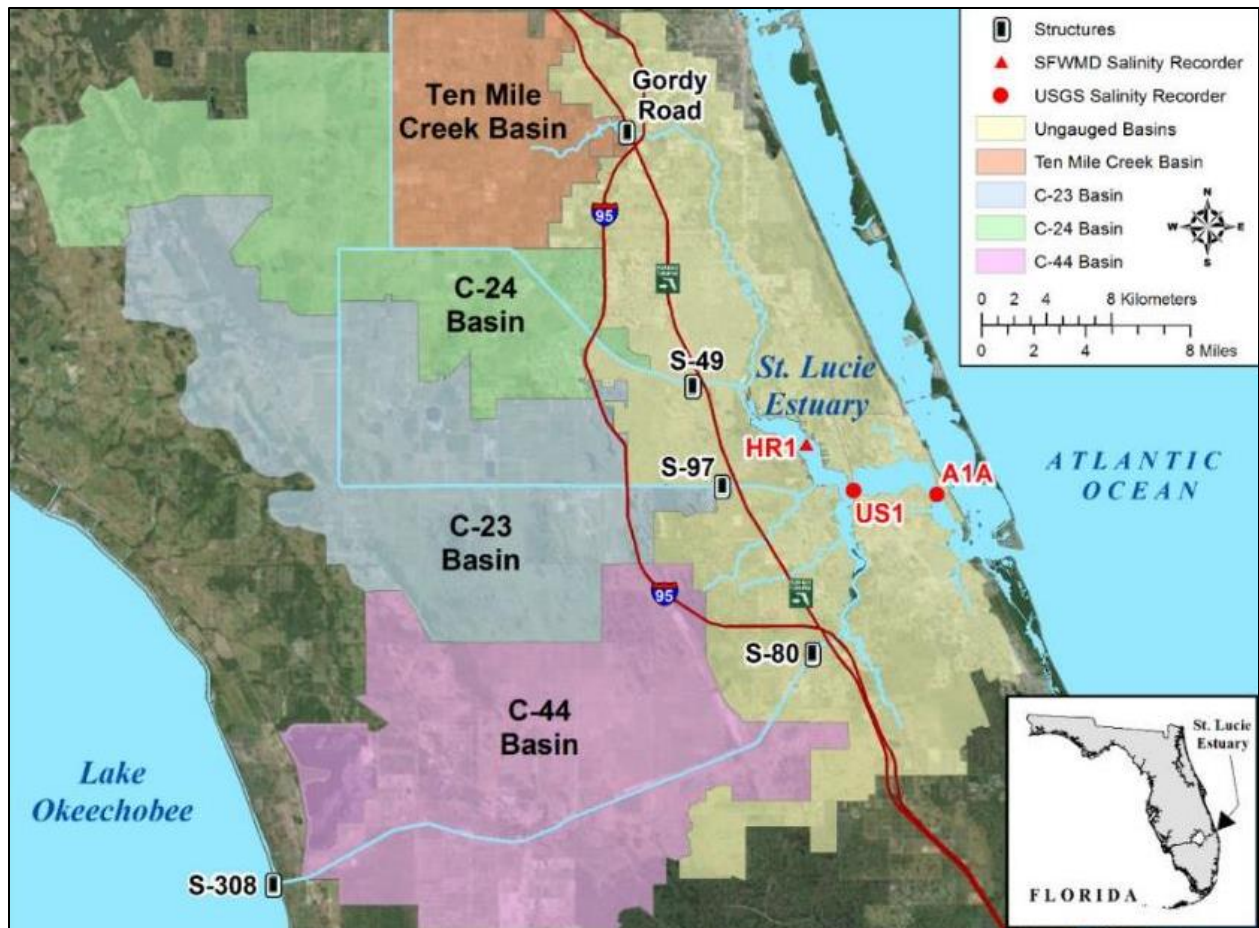 Ten Mile
Creek Basin
Gordy
Road
95
C-24
Basin
S-49
St. Lucie
Estuary
HR1
S-97
A1A
US1
ATLANTIC
OCEAN
C-23
Basin
95
S-80
C-44
Basin
Lake
Okeechobee
S-308
Structures
SFWMD Salinity Recorder
USGS Salinity Recorder
Ungauged Basins
Ten Mile Creek Basin
C-23 Basin
C-24 Basin
C-44 Basin
N
W E
S
0 2 4 8 Kilometers
0 2 4 8 Miles
St. Lucie
Estuary
FLORIDA